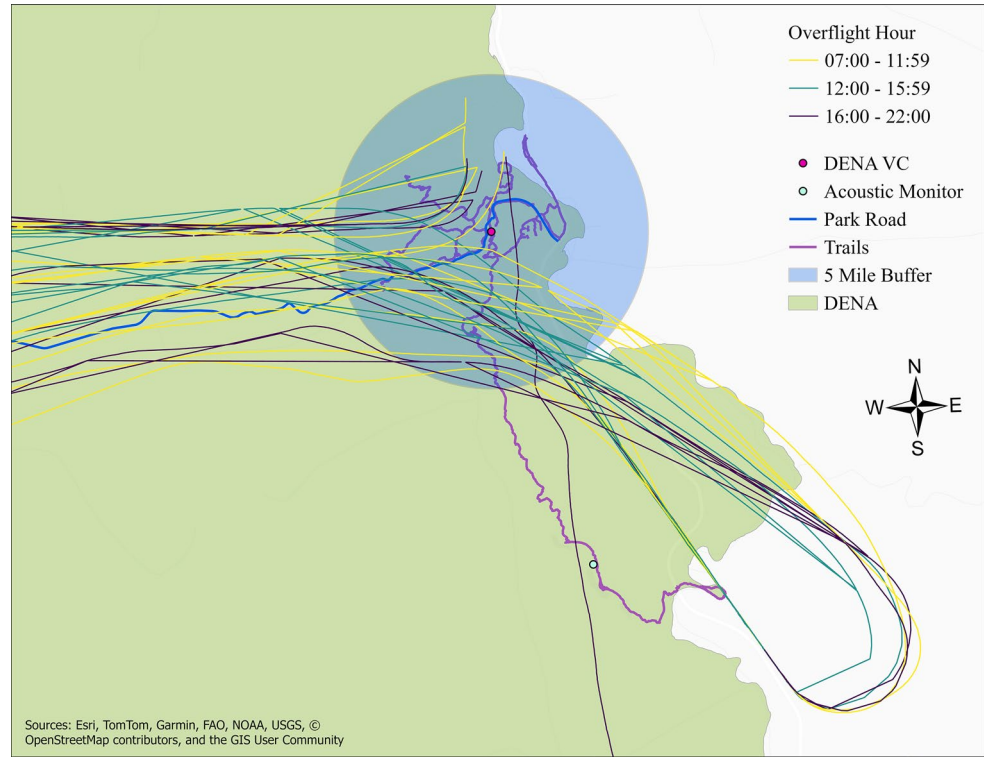 Overflight Hour
07:00 - 11:59
12:00 - 15:59
16:00 - 22:00
DENA VC
Acoustic Monitor
Park Road
Trails
5 Mile Buffer
DENA
N
W E
S
Sources: Esri, TomTom, Garmin, FAO, NOAA, USGS, ©
OpenStreetMap contributors, and the GIS User Community